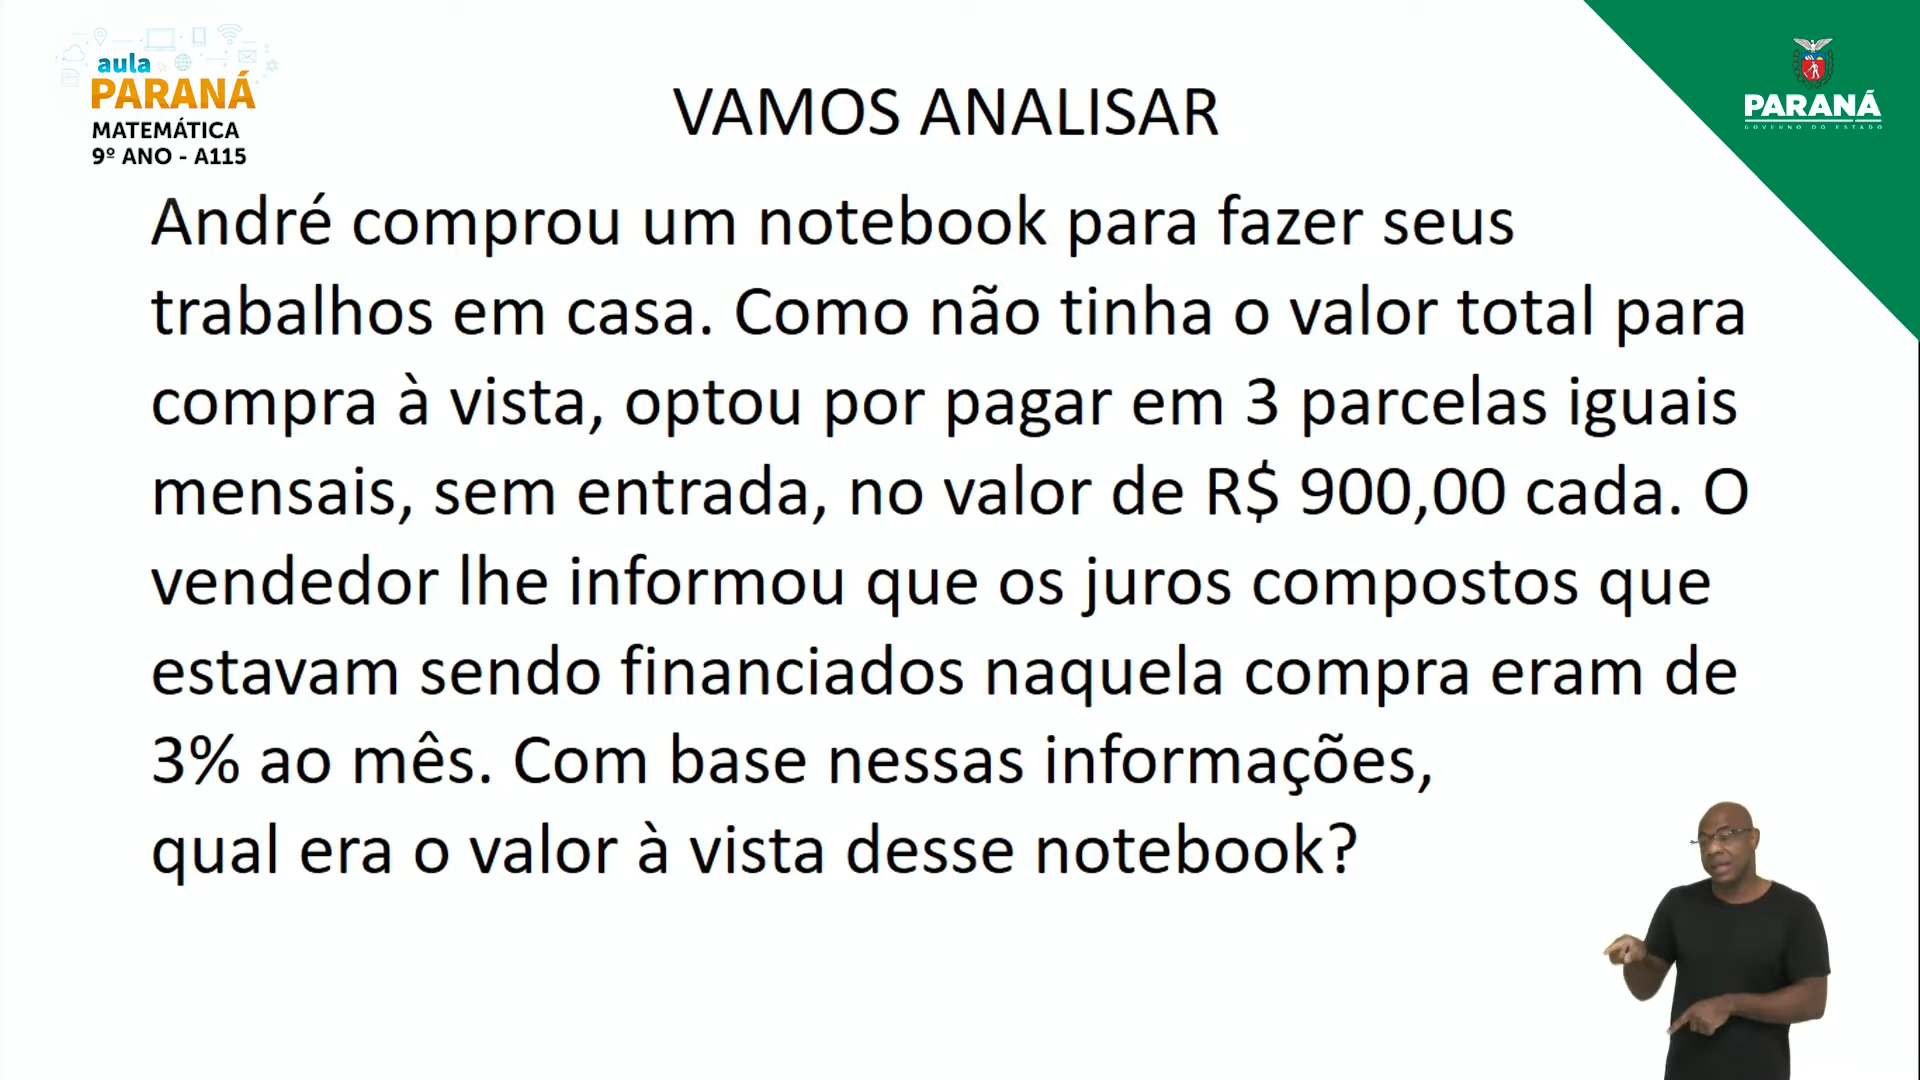 aula
PARANÁ
MATEMÁTICA
9º ANO - A115
PARANÁ
GOVERNO DO ESTADO
VAMOS ANALISAR
André comprou um notebook para fazer seus
trabalhos em casa. Como não tinha o valor total para
compra à vista, optou por pagar em 3 parcelas iguais
mensais, sem entrada, no valor de R$ 900,00 cada. O
vendedor lhe informou que os juros compostos que
estavam sendo financiados naquela compra eram de
3% ao mês. Com base nessas informações,
qual era o valor à vista desse notebook?